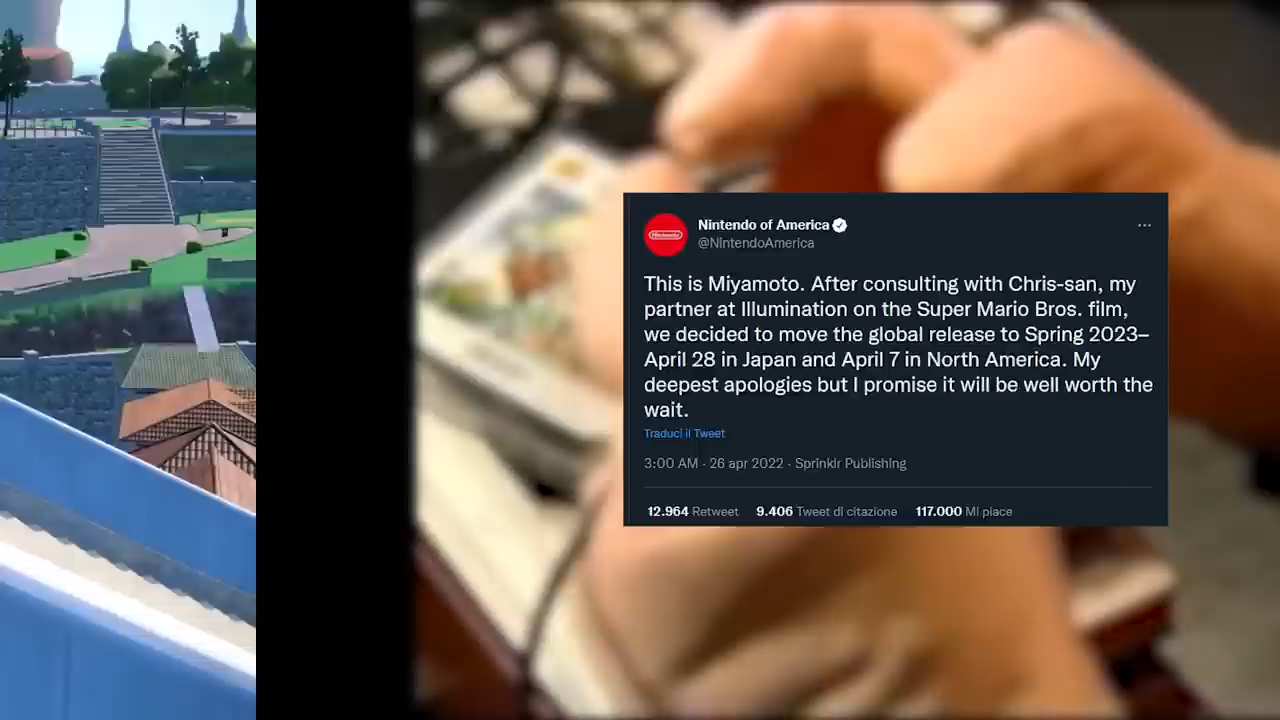 Nintendo of America
@NintendoAmerica
This is Miyamoto. After consulting with Chris-san, my
partner at Illumination on the Super Mario Bros. film,
we decided to move the global release to Spring 2023–
April 28 in Japan and April 7 in North America. My
deepest apologies but I promise it will be well worth the
wait.
Traduci il Tweet
3:00 AM · 26 apr 2022 · Sprinklr Publishing
12.964 Retweet 9.406 Tweet di citazione 117.000 Mi piace